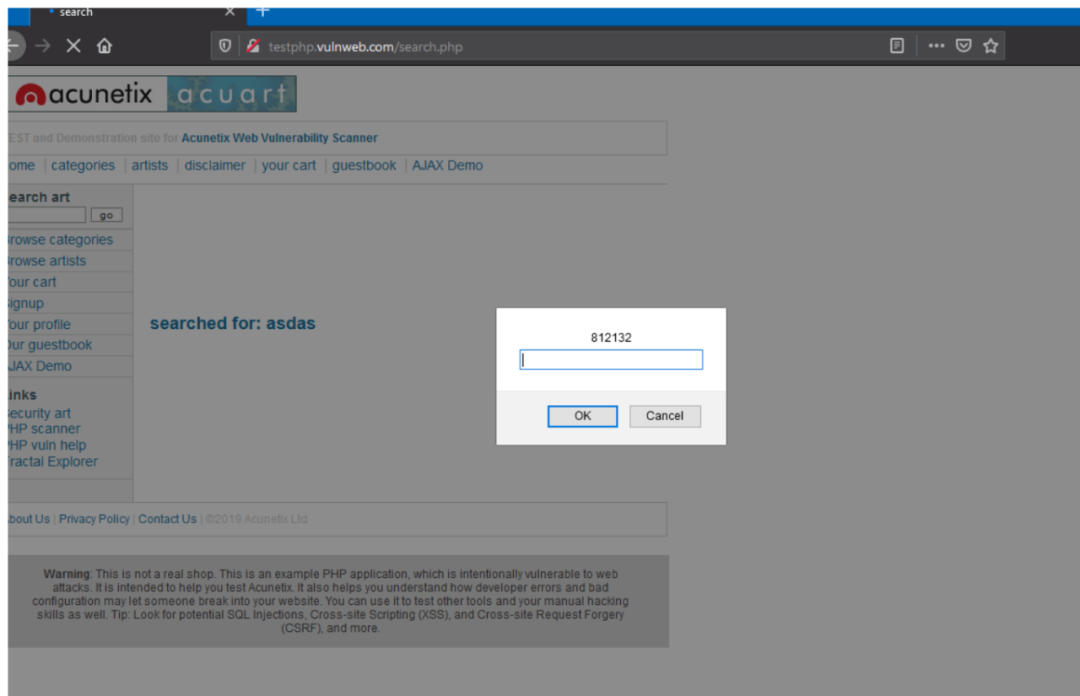 search
testphp.vulnweb.com/search.php
acunetix acuart
EST and Demonstration site for Acunetix Web Vulnerability Scanner
ome | categories | artists | disclaimer | your cart | guestbook | AJAX Demo
earch art
go
rowse categories
rowse artists
our cart
ignup
our profile
ur guestbook
JAX Demo
inks
ecurity art
HP scanner
HP vuln help
ractal Explorer
searched for: asdas
812132
OK Cancel
bout Us | Privacy Policy | Contact Us | ©2019 Acunetix Ltd
Warning: This is not a real shop. This is an example PHP application, which is intentionally vulnerable to web
attacks. It is intended to help you test Acunetix. It also helps you understand how developer errors and bad
configuration may let someone break into your website. You can use it to test other tools and your manual hacking
skills as well. Tip: Look for potential SQL Injections, Cross-site Scripting (XSS), and Cross-site Request Forgery
(CSRF), and more.